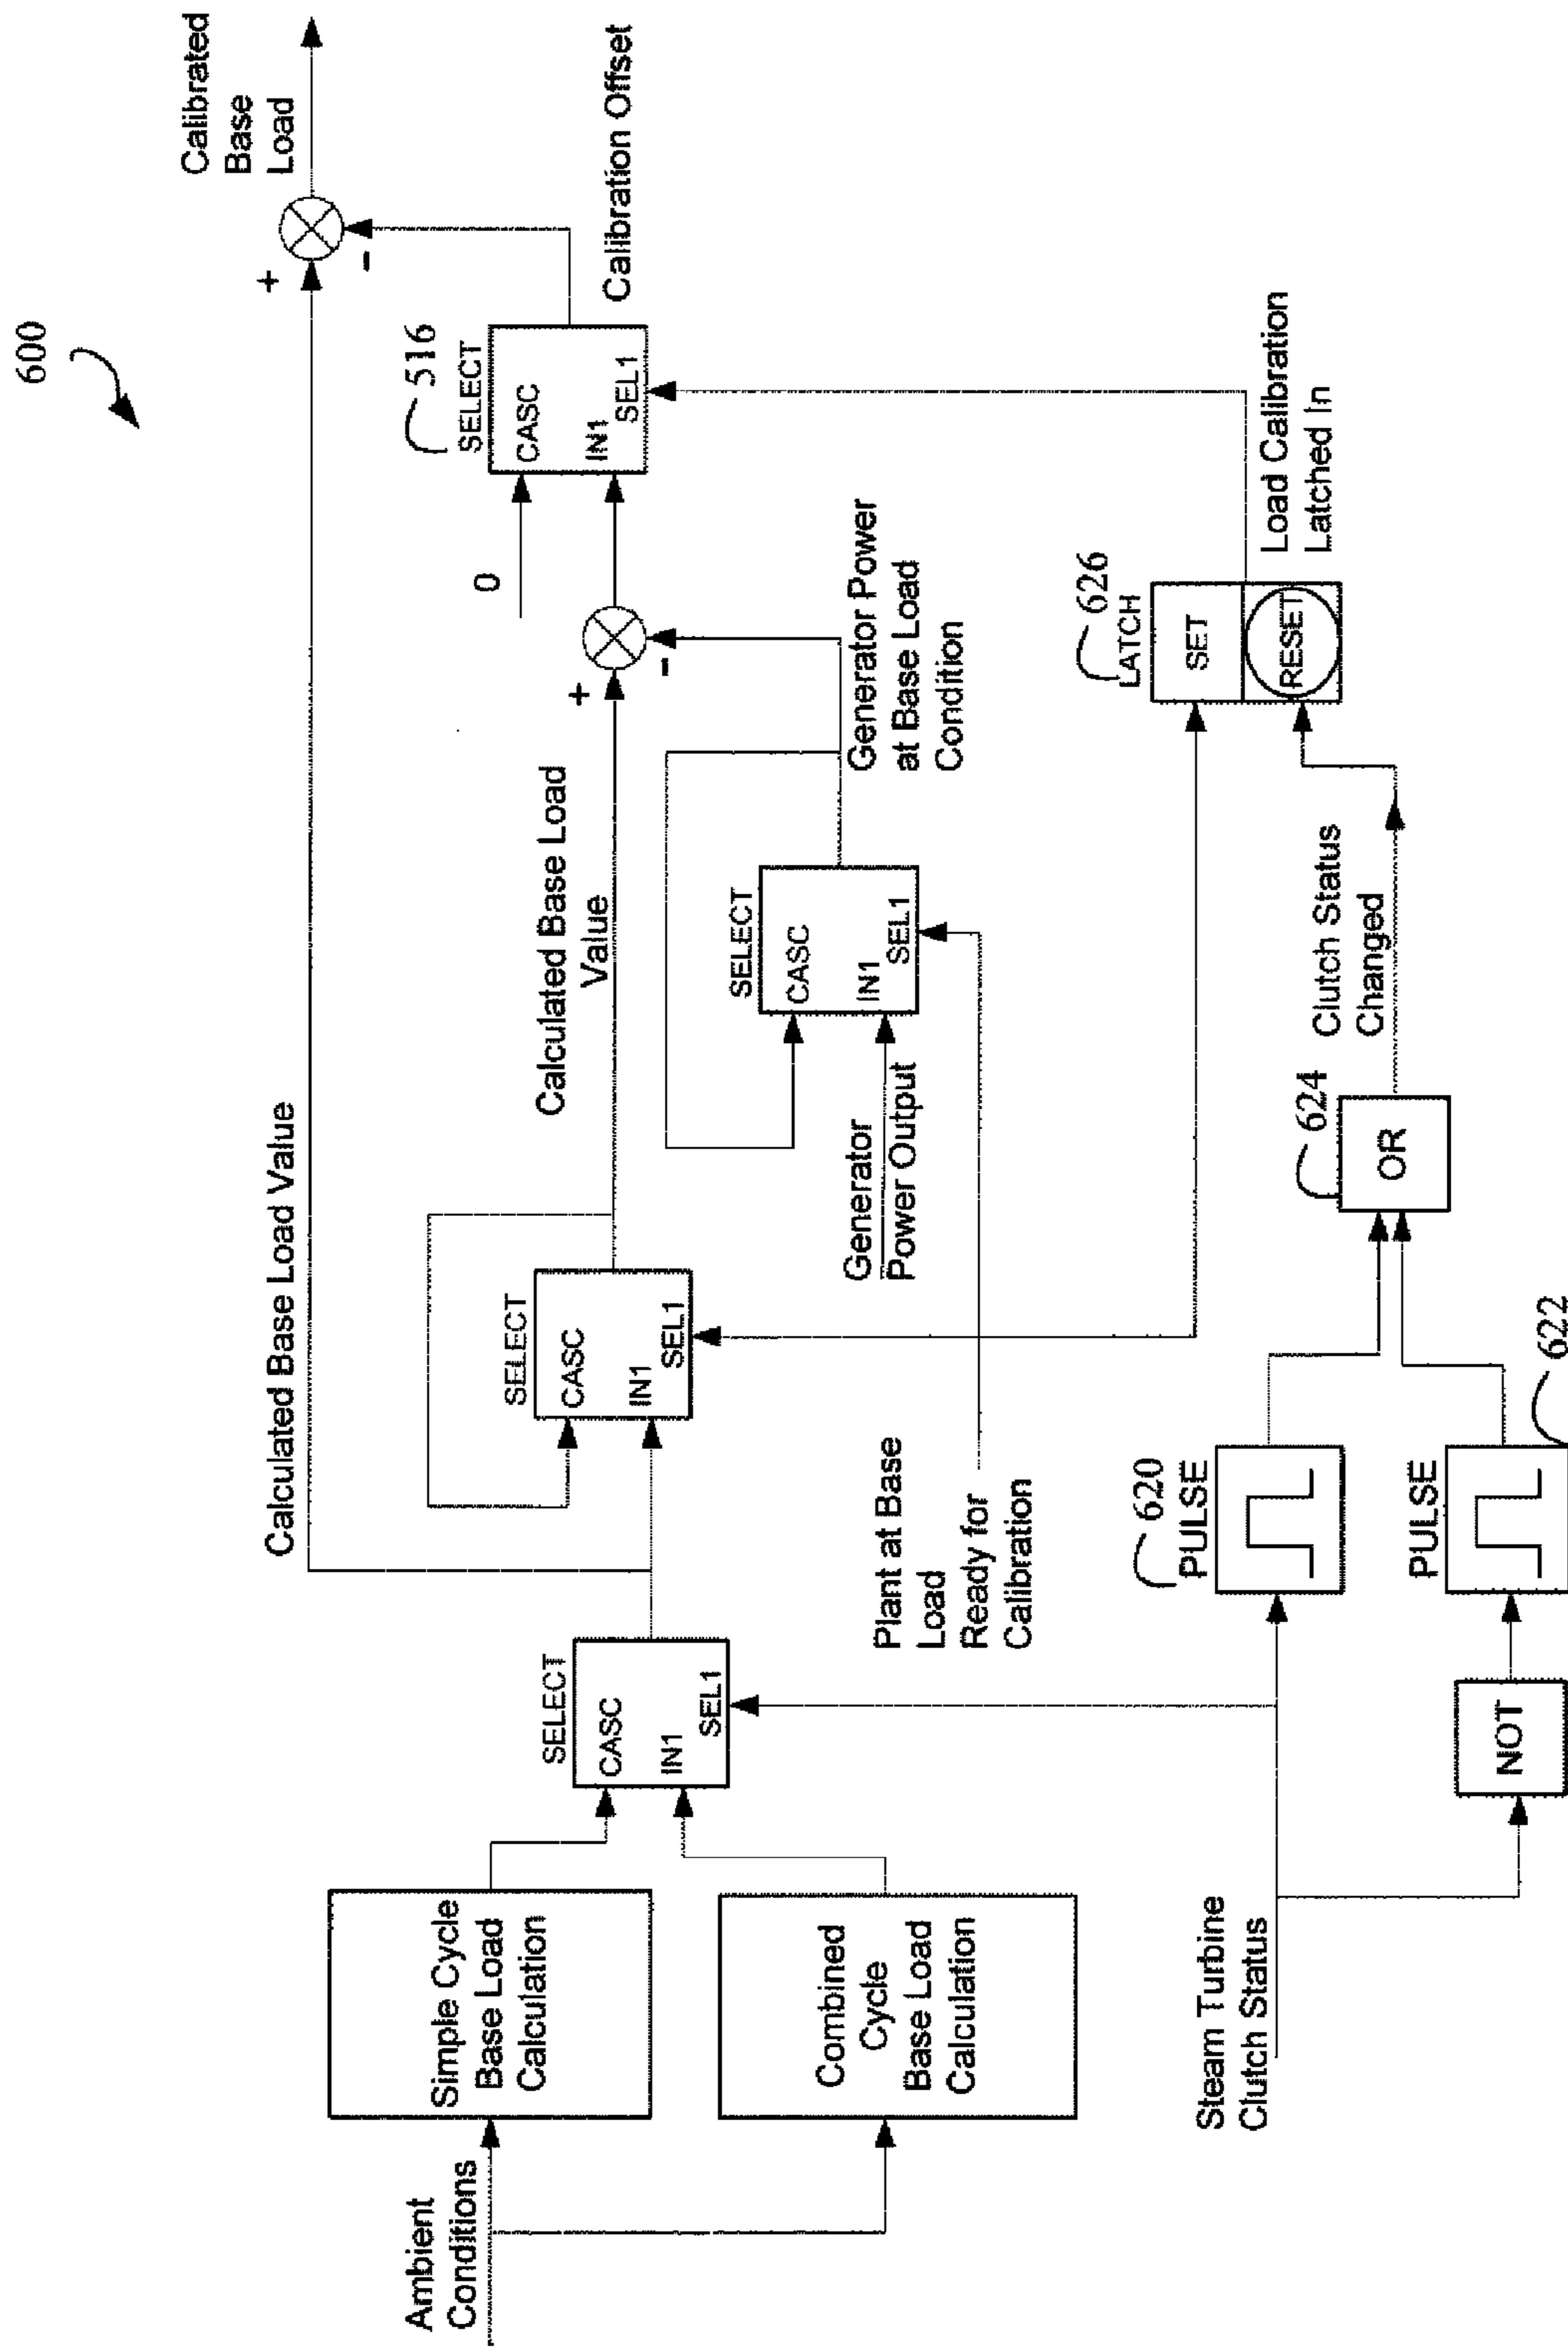 600
Calibrated
Base
Load
+
-
Calculated Base Load Value
516
SELECT
CASC
IN1
SEL1
Calibration Offset
0
Calculated Base Load
Value
+
-
SELECT
CASC
IN1
SEL1
SELECT
CASC
IN1
SEL1
Simple Cycle
Base Load
Calculation
Ambient
Conditions
Combined
Cycle
Base Load
Calculation
SELECT
CASC
IN1
SEL1
Generator
Power Output
Generator Power
at Base Load
Condition
Plant at Base
Load
Ready for
Calibration
626
LATCH
SET
RESET
Load Calibration
Latched In
Steam Turbine
Clutch Status
620
PULSE
624
OR
Clutch Status
Changed
NOT
PULSE
622